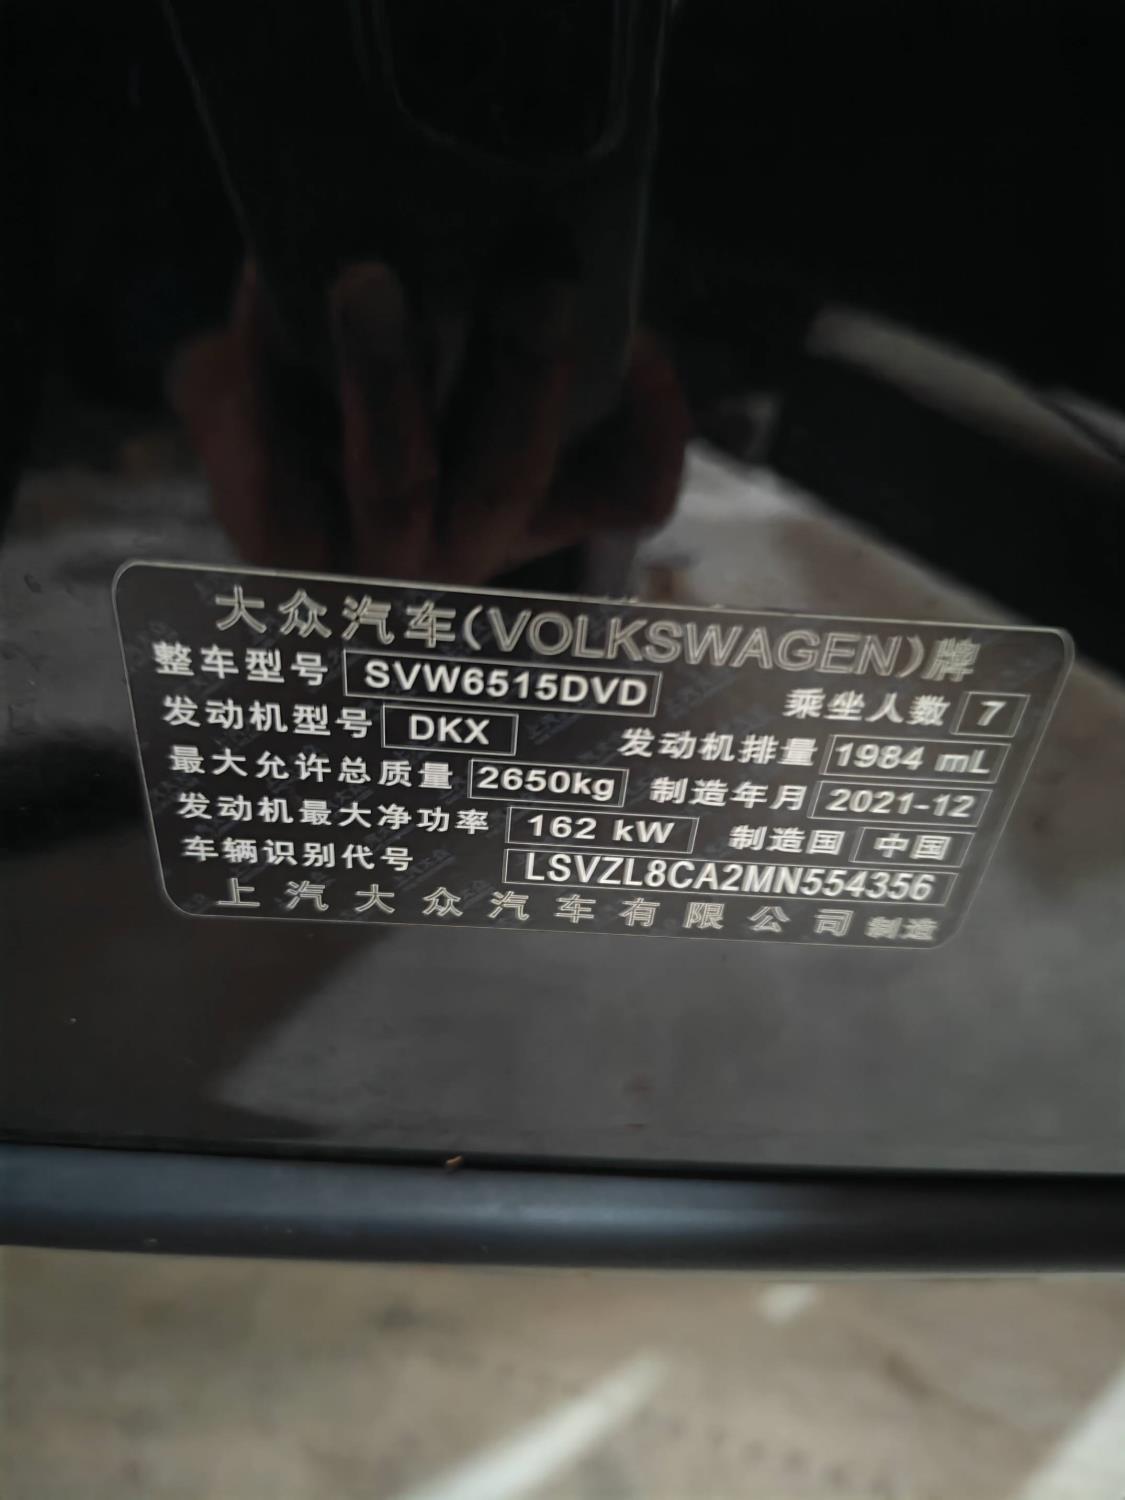 大众汽车(VOLKSWAGEN)牌
整车型号 SVW6515DVD 乘坐人数 7
发动机型号 DKX 发动机排量 1984 mL
最大允许总质量 2650kg 制造年月 2021-12
发动机最大净功率 162 kW 制造国 中国
车辆识别代号 LSVZL8CA2MN554356
上汽大众汽车有限公司 制造